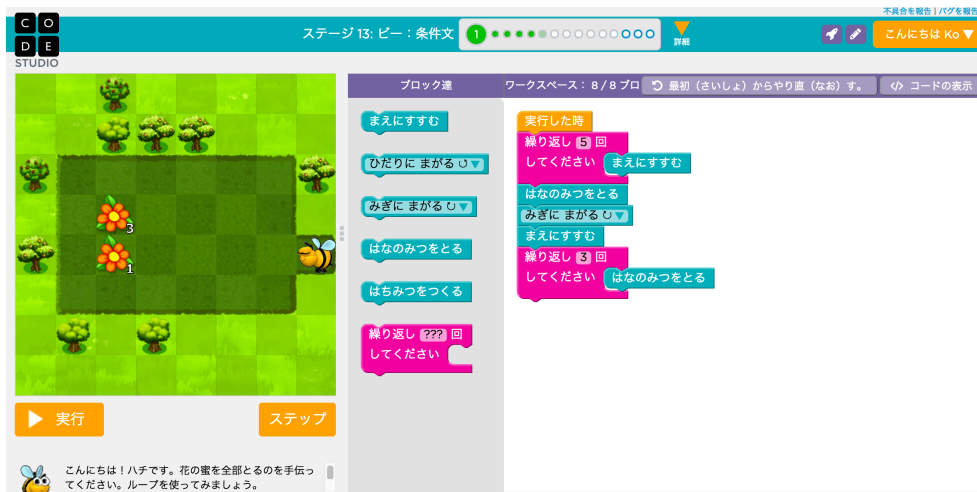 不具合を報告 | バグを報告
C O
D E
STUDIO
ステージ 13: ビー：条件文
1
詳細
こんにちは Ko ▼
ブロック達
ワークスペース： 8 / 8 ブロ
最初（さいしょ）からやり直（なお）す。
</> コードの表示
まえにすすむ
ひだりに まがる ↺ ▼
みぎに まがる ↻ ▼
はなのみつをとる
はちみつをつくる
繰り返し ??? 回
してください
実行した時
繰り返し 5 回
してください まえにすすむ
はなのみつをとる
みぎに まがる ↻ ▼
まえにすすむ
繰り返し 3 回
してください はなのみつをとる
3
1
実行
ステップ
こんにちは！ハチです。花の蜜を全部とるのを手伝っ
てください。ループを使ってみましょう。